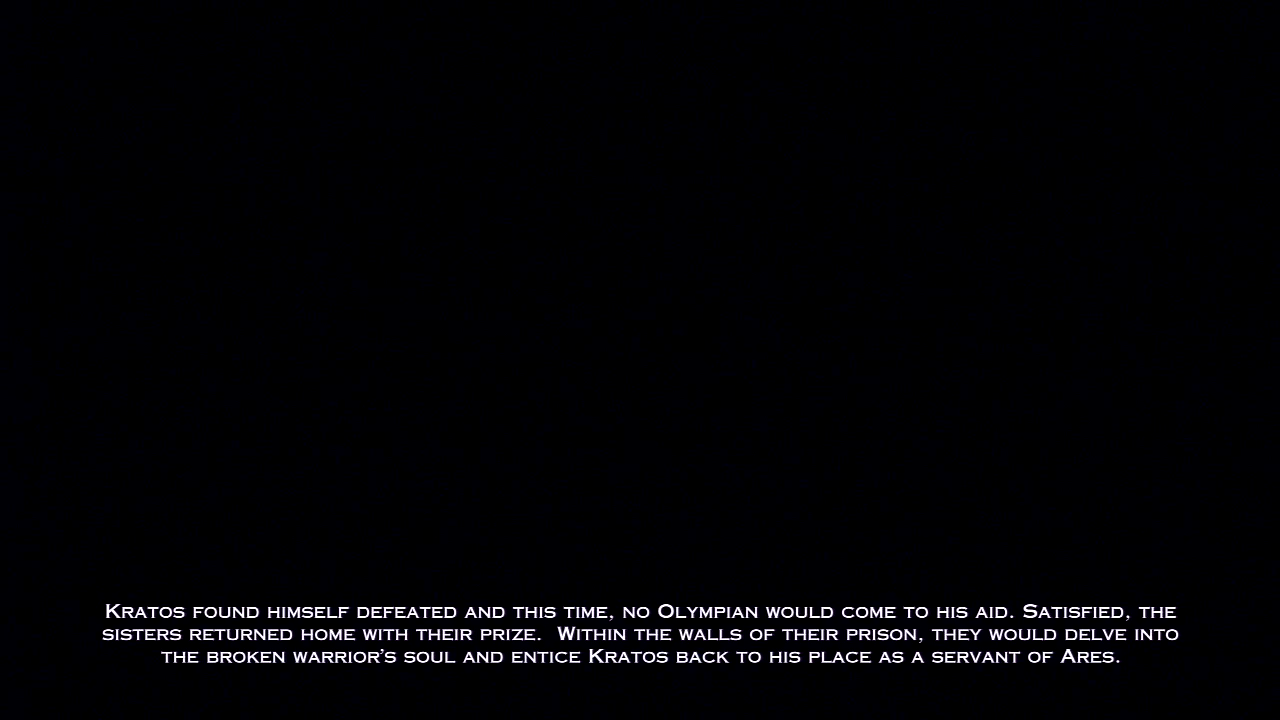 Kratos found himself defeated and this time, no Olympian would come to his aid. Satisfied, the
sisters returned home with their prize.  Within the walls of their prison, they would delve into
the broken warrior's soul and entice Kratos back to his place as a servant of Ares.